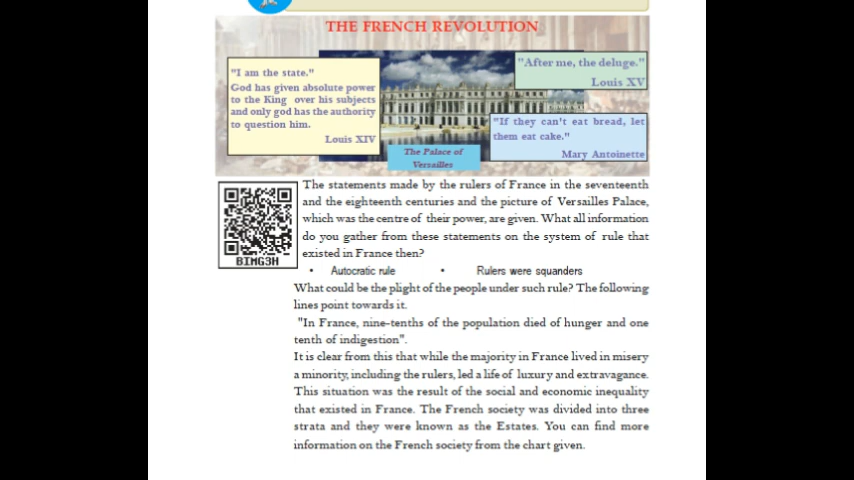 THE FRENCH REVOLUTION
"I am the state."
God has given absolute power
to the King over his subjects
and only god has the authority
to question him.
Louis XIV
"After me, the deluge."
Louis XV
"If they can't eat bread, let
them eat cake."
Mary Antoinette
The Palace of
Versailles
BIMG3H
The statements made by the rulers of France in the seventeenth
and the eighteenth centuries and the picture of Versailles Palace,
which was the centre of their power, are given. What all information
do you gather from these statements on the system of rule that
existed in France then?
• Autocratic rule • Rulers were squanders
What could be the plight of the people under such rule? The following
lines point towards it.
"In France, nine-tenths of the population died of hunger and one
tenth of indigestion".
It is clear from this that while the majority in France lived in misery
a minority, including the rulers, led a life of luxury and extravagance.
This situation was the result of the social and economic inequality
that existed in France. The French society was divided into three
strata and they were known as the Estates. You can find more
information on the French society from the chart given.